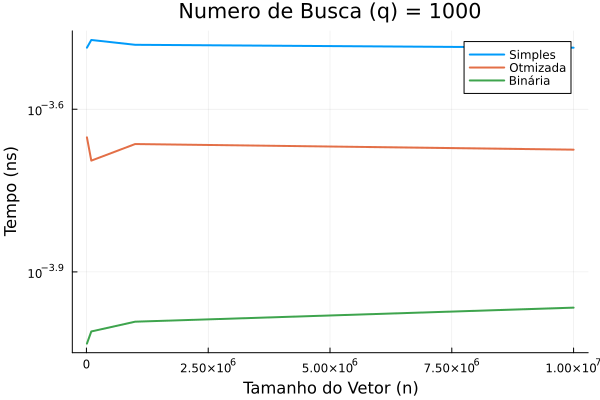 Numero de Busca (q) = 1000
Simples
Otmizada
Binária
10^−3.6
10^−3.9
Tempo (ns)
0
2.50×10^6
5.00×10^6
7.50×10^6
1.00×10^7
Tamanho do Vetor (n)